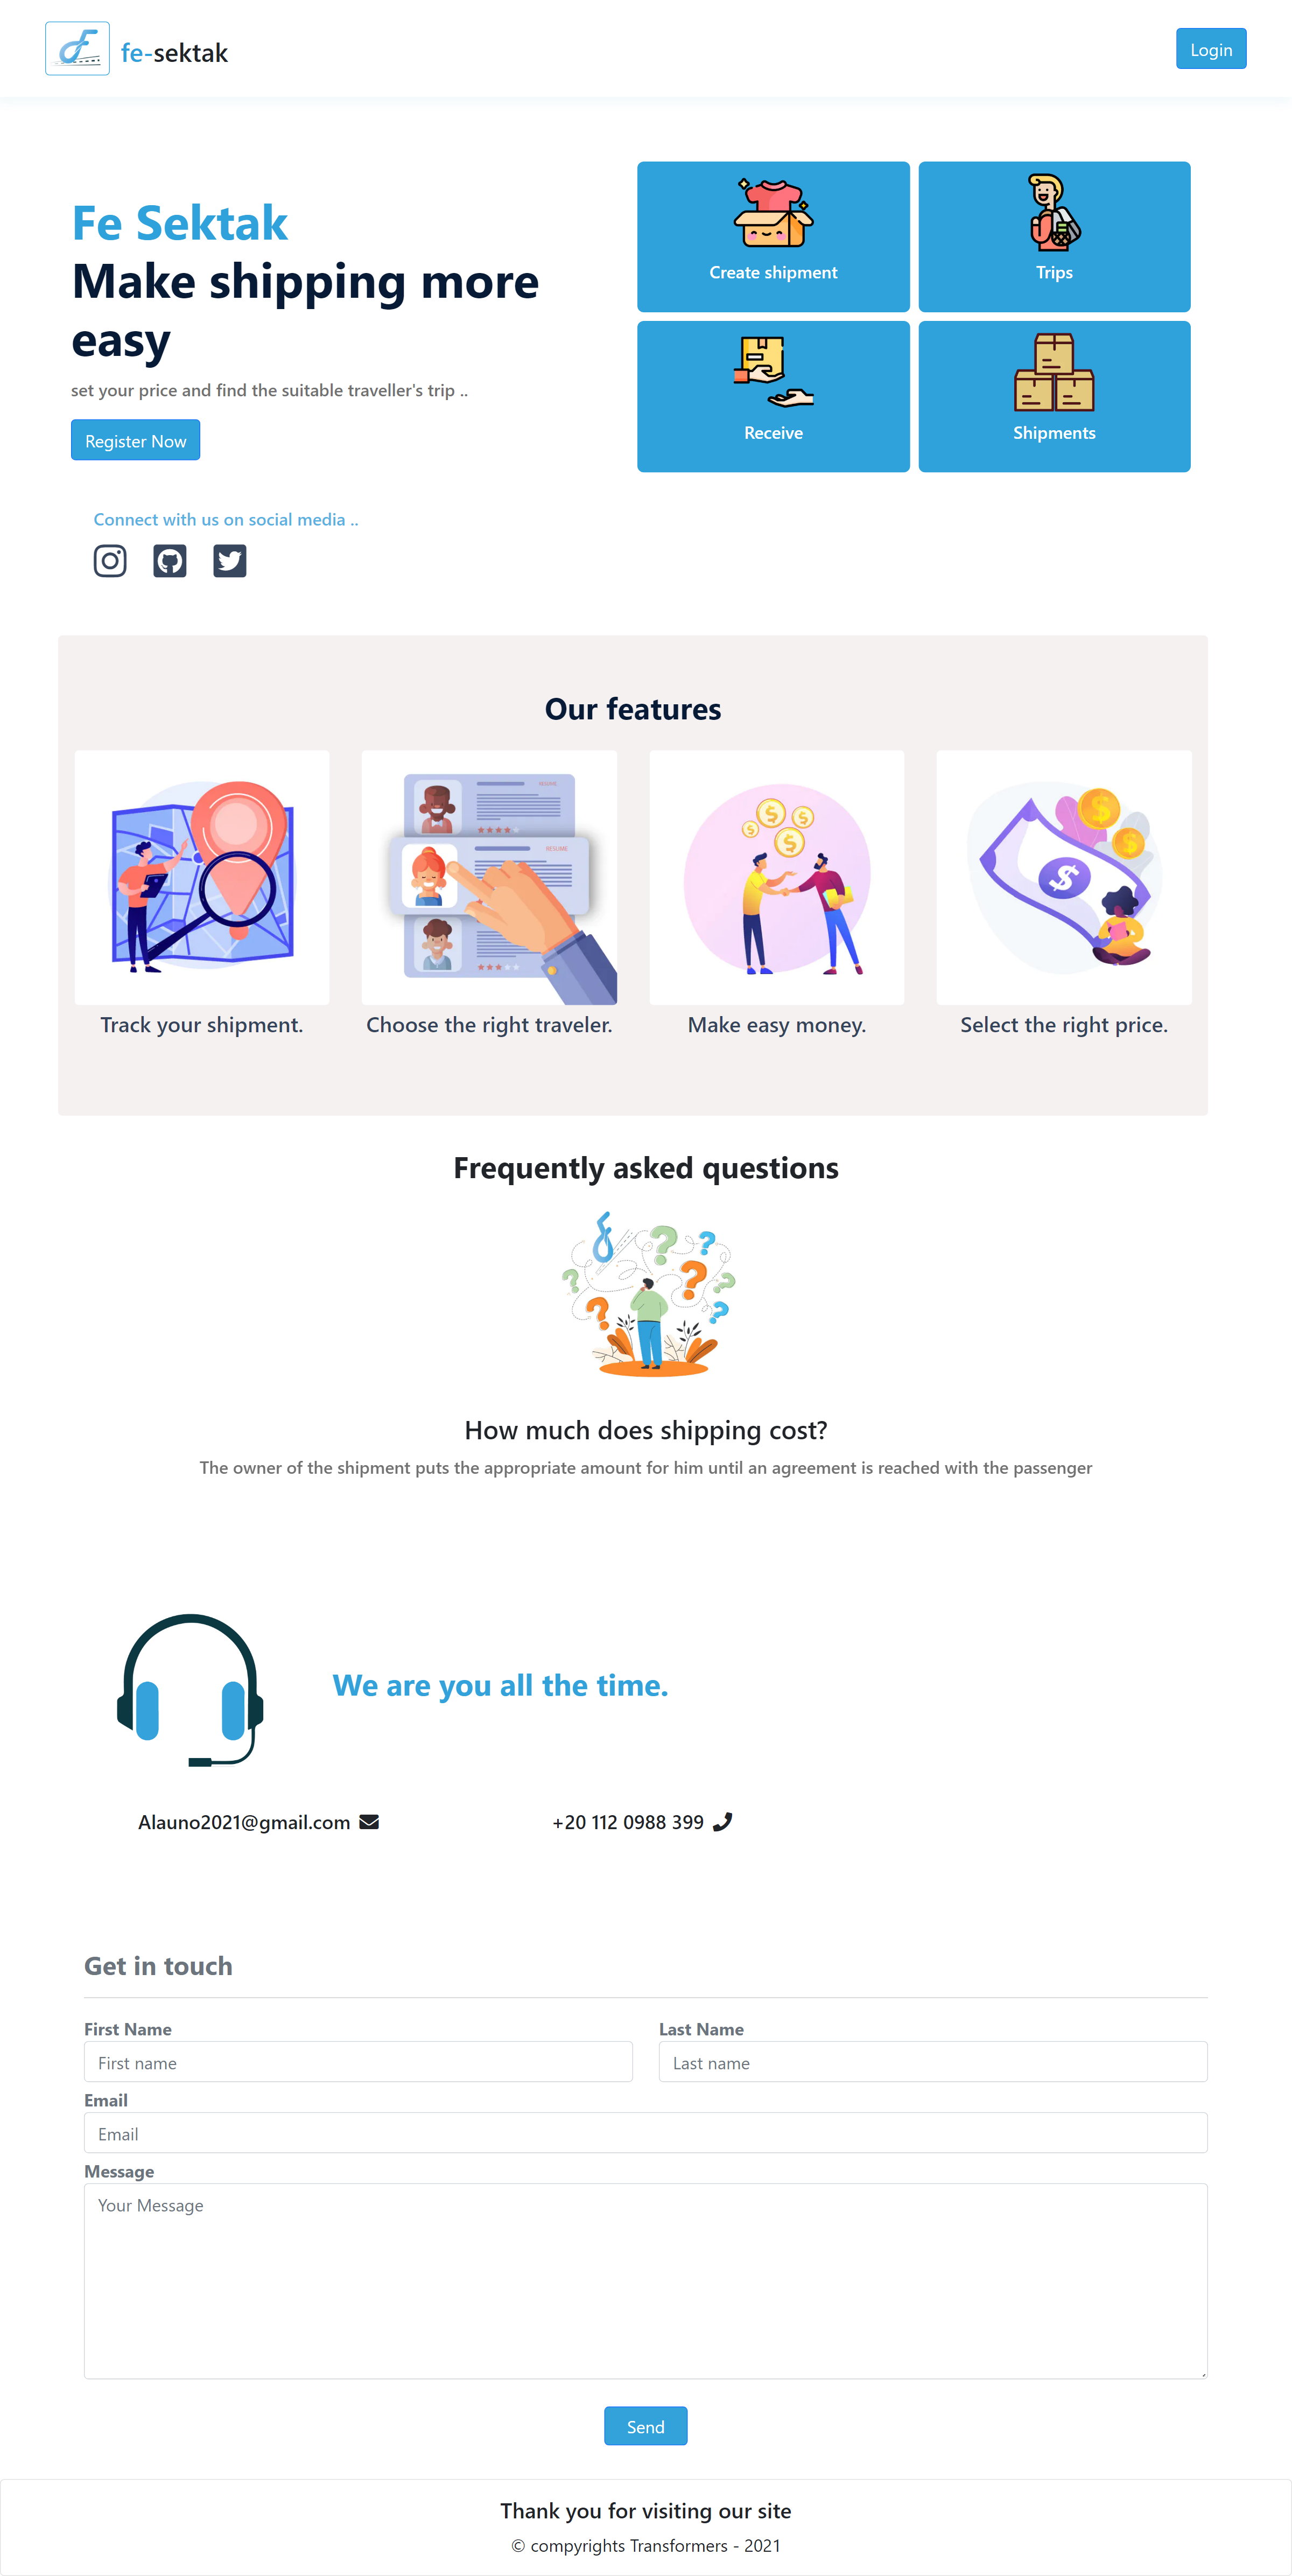 fe-sektak
Login
Fe Sektak
Make shipping more
easy
set your price and find the suitable traveller's trip ..
Register Now
Create shipment
Trips
Receive
Shipments
Connect with us on social media ..
Our features
RESUME
RESUME
Track your shipment.
Choose the right traveler.
Make easy money.
Select the right price.
Frequently asked questions
How much does shipping cost?
The owner of the shipment puts the appropriate amount for him until an agreement is reached with the passenger
We are you all the time.
Alauno2021@gmail.com
+20 112 0988 399
Get in touch
First Name
Last Name
First name
Last name
Email
Email
Message
Your Message
Send
Thank you for visiting our site
© compyrights Transformers - 2021